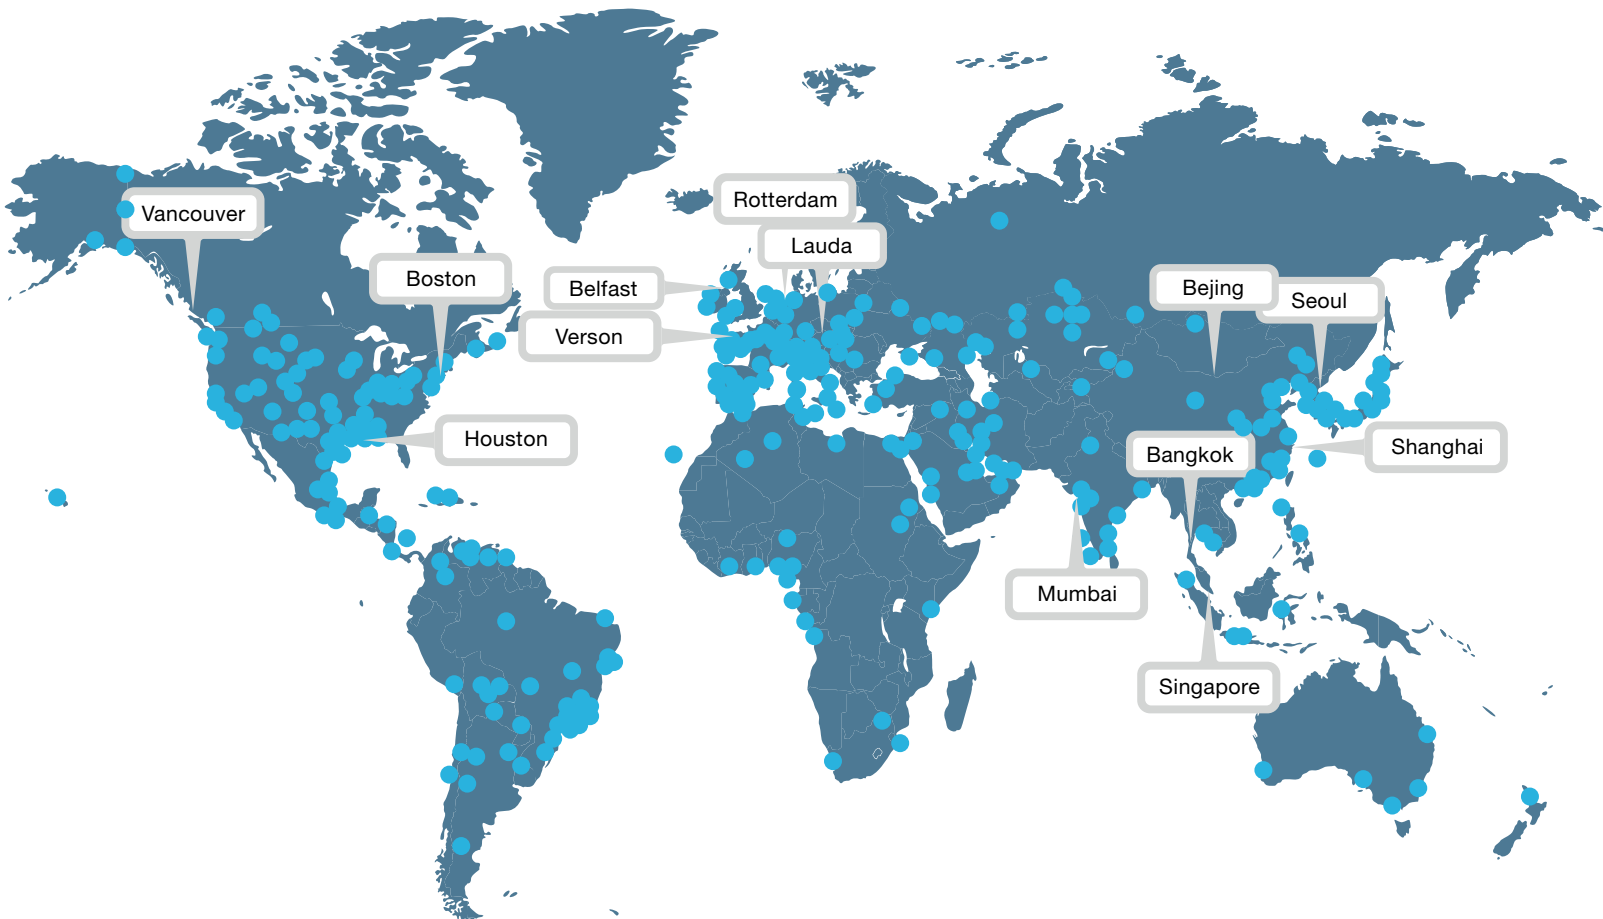 Rotterdam
Vancouver
Lauda
Boston
Belfast
Bejing
Seoul
Verson
Houston
Shanghai
Bangkok
Mumbai
Singapore